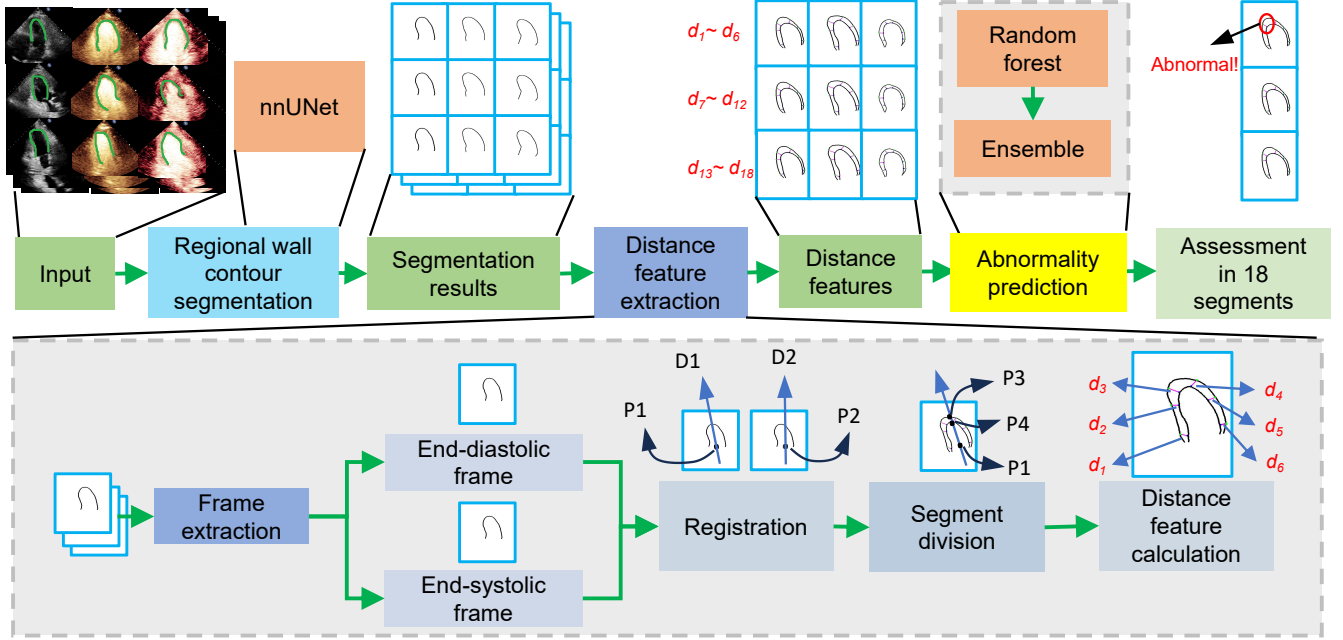 nnUNet
d1~ d6
d7~ d12
d13~ d18
Random
forest
Ensemble
Abnormal!
Input
Regional wall
contour
segmentation
Segmentation
results
Distance
feature
extraction
Distance
features
Abnormality
prediction
Assessment
in 18
segments
Frame
extraction
End-diastolic
frame
End-systolic
frame
D1
D2
P1
P2
Registration
P3
P4
P1
Segment
division
d3
d4
d2
d5
d1
d6
Distance
feature
calculation